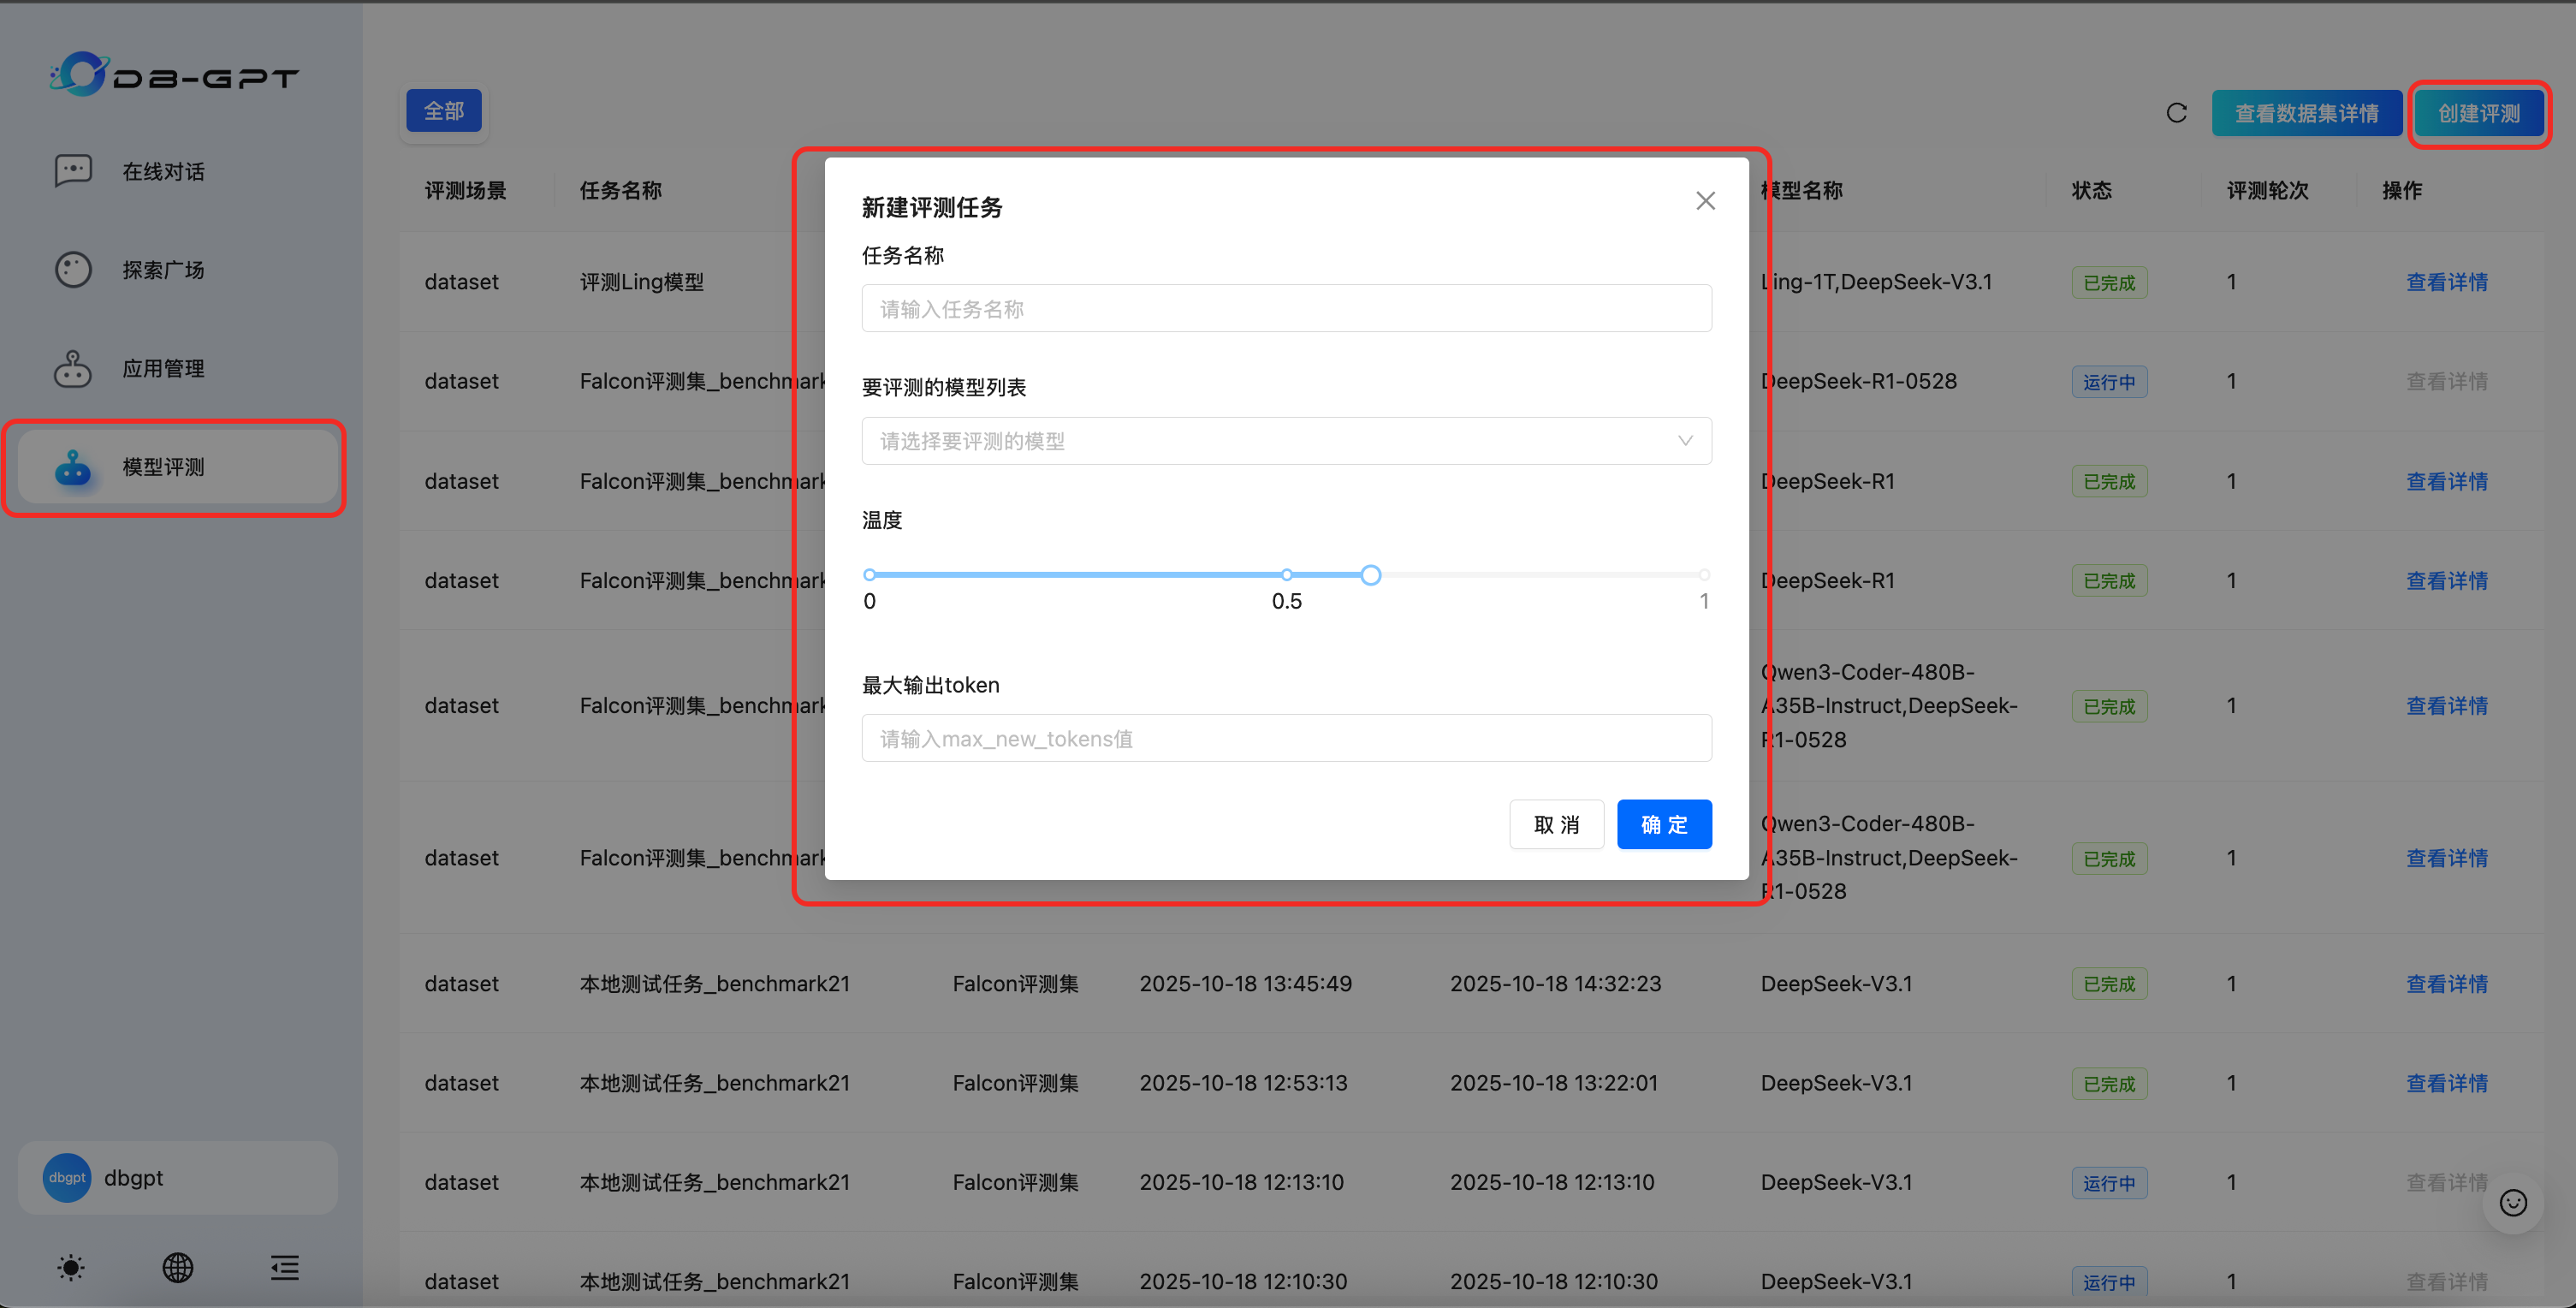 DB-GPT
在线对话
探索广场
应用管理
模型评测
dbgpt
dbgpt
全部
查看数据集详情
创建评测
评测场景 任务名称 模型名称 状态 评测轮次 操作
dataset 评测Ling模型 Ling-1T,DeepSeek-V3.1 已完成 1 查看详情
dataset Falcon评测集_benchmark DeepSeek-R1-0528 运行中 1 查看详情
dataset Falcon评测集_benchmark DeepSeek-R1 已完成 1 查看详情
dataset Falcon评测集_benchmark DeepSeek-R1 已完成 1 查看详情
dataset Falcon评测集_benchmark Qwen3-Coder-480B-
A35B-Instruct,DeepSeek-
R1-0528 已完成 1 查看详情
dataset Falcon评测集_benchmark Qwen3-Coder-480B-
A35B-Instruct,DeepSeek-
R1-0528 已完成 1 查看详情
dataset 本地测试任务_benchmark21 Falcon评测集 2025-10-18 13:45:49 2025-10-18 14:32:23 DeepSeek-V3.1 已完成 1 查看详情
dataset 本地测试任务_benchmark21 Falcon评测集 2025-10-18 12:53:13 2025-10-18 13:22:01 DeepSeek-V3.1 已完成 1 查看详情
dataset 本地测试任务_benchmark21 Falcon评测集 2025-10-18 12:13:10 2025-10-18 12:13:10 DeepSeek-V3.1 运行中 1 查看详情
dataset 本地测试任务_benchmark21 Falcon评测集 2025-10-18 12:10:30 2025-10-18 12:10:30 DeepSeek-V3.1 运行中 1 查看详情
新建评测任务
任务名称
请输入任务名称
要评测的模型列表
请选择要评测的模型
温度
0 0.5 1
最大输出token
请输入max_new_tokens值
取 消 确 定